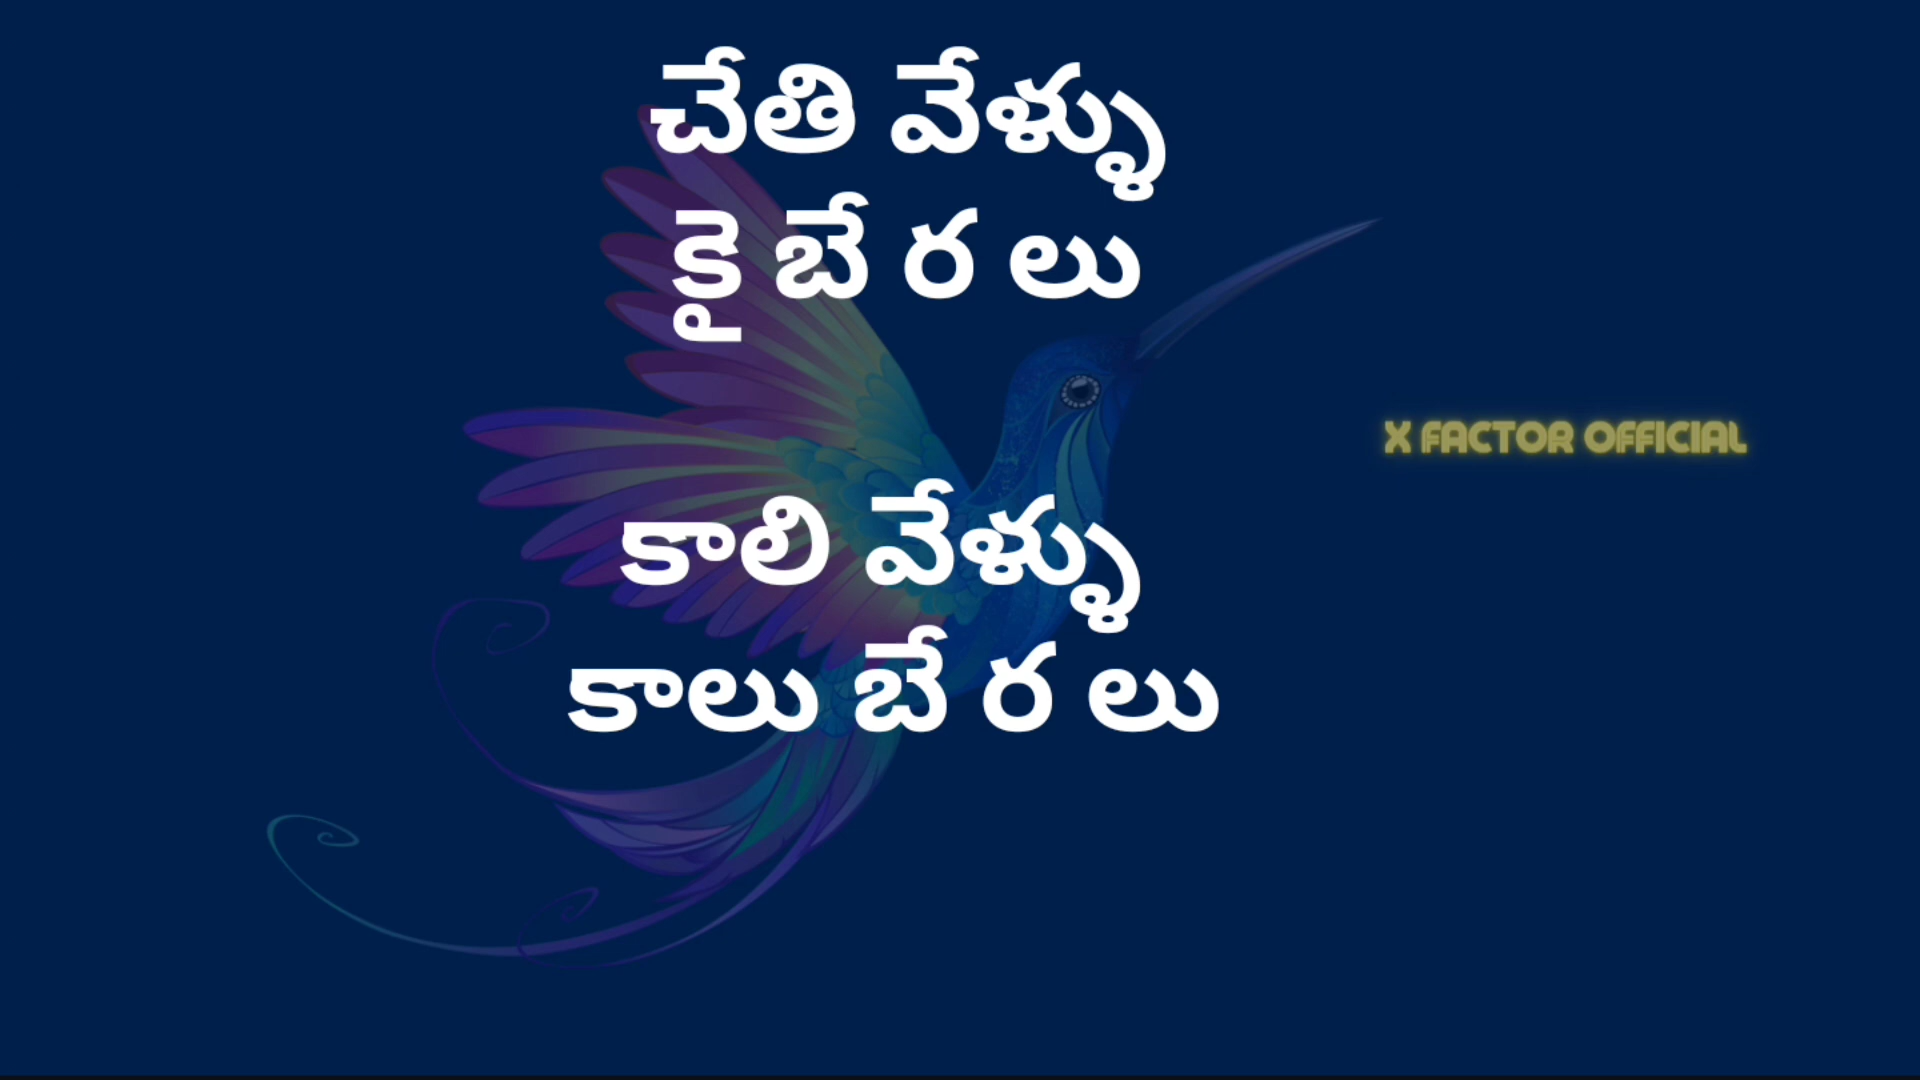 చేతి వేళ్ళు
కై బే ర లు
X FACTOR OFFICIAL
కాలి వేళ్ళు
కాలు బే ర లు